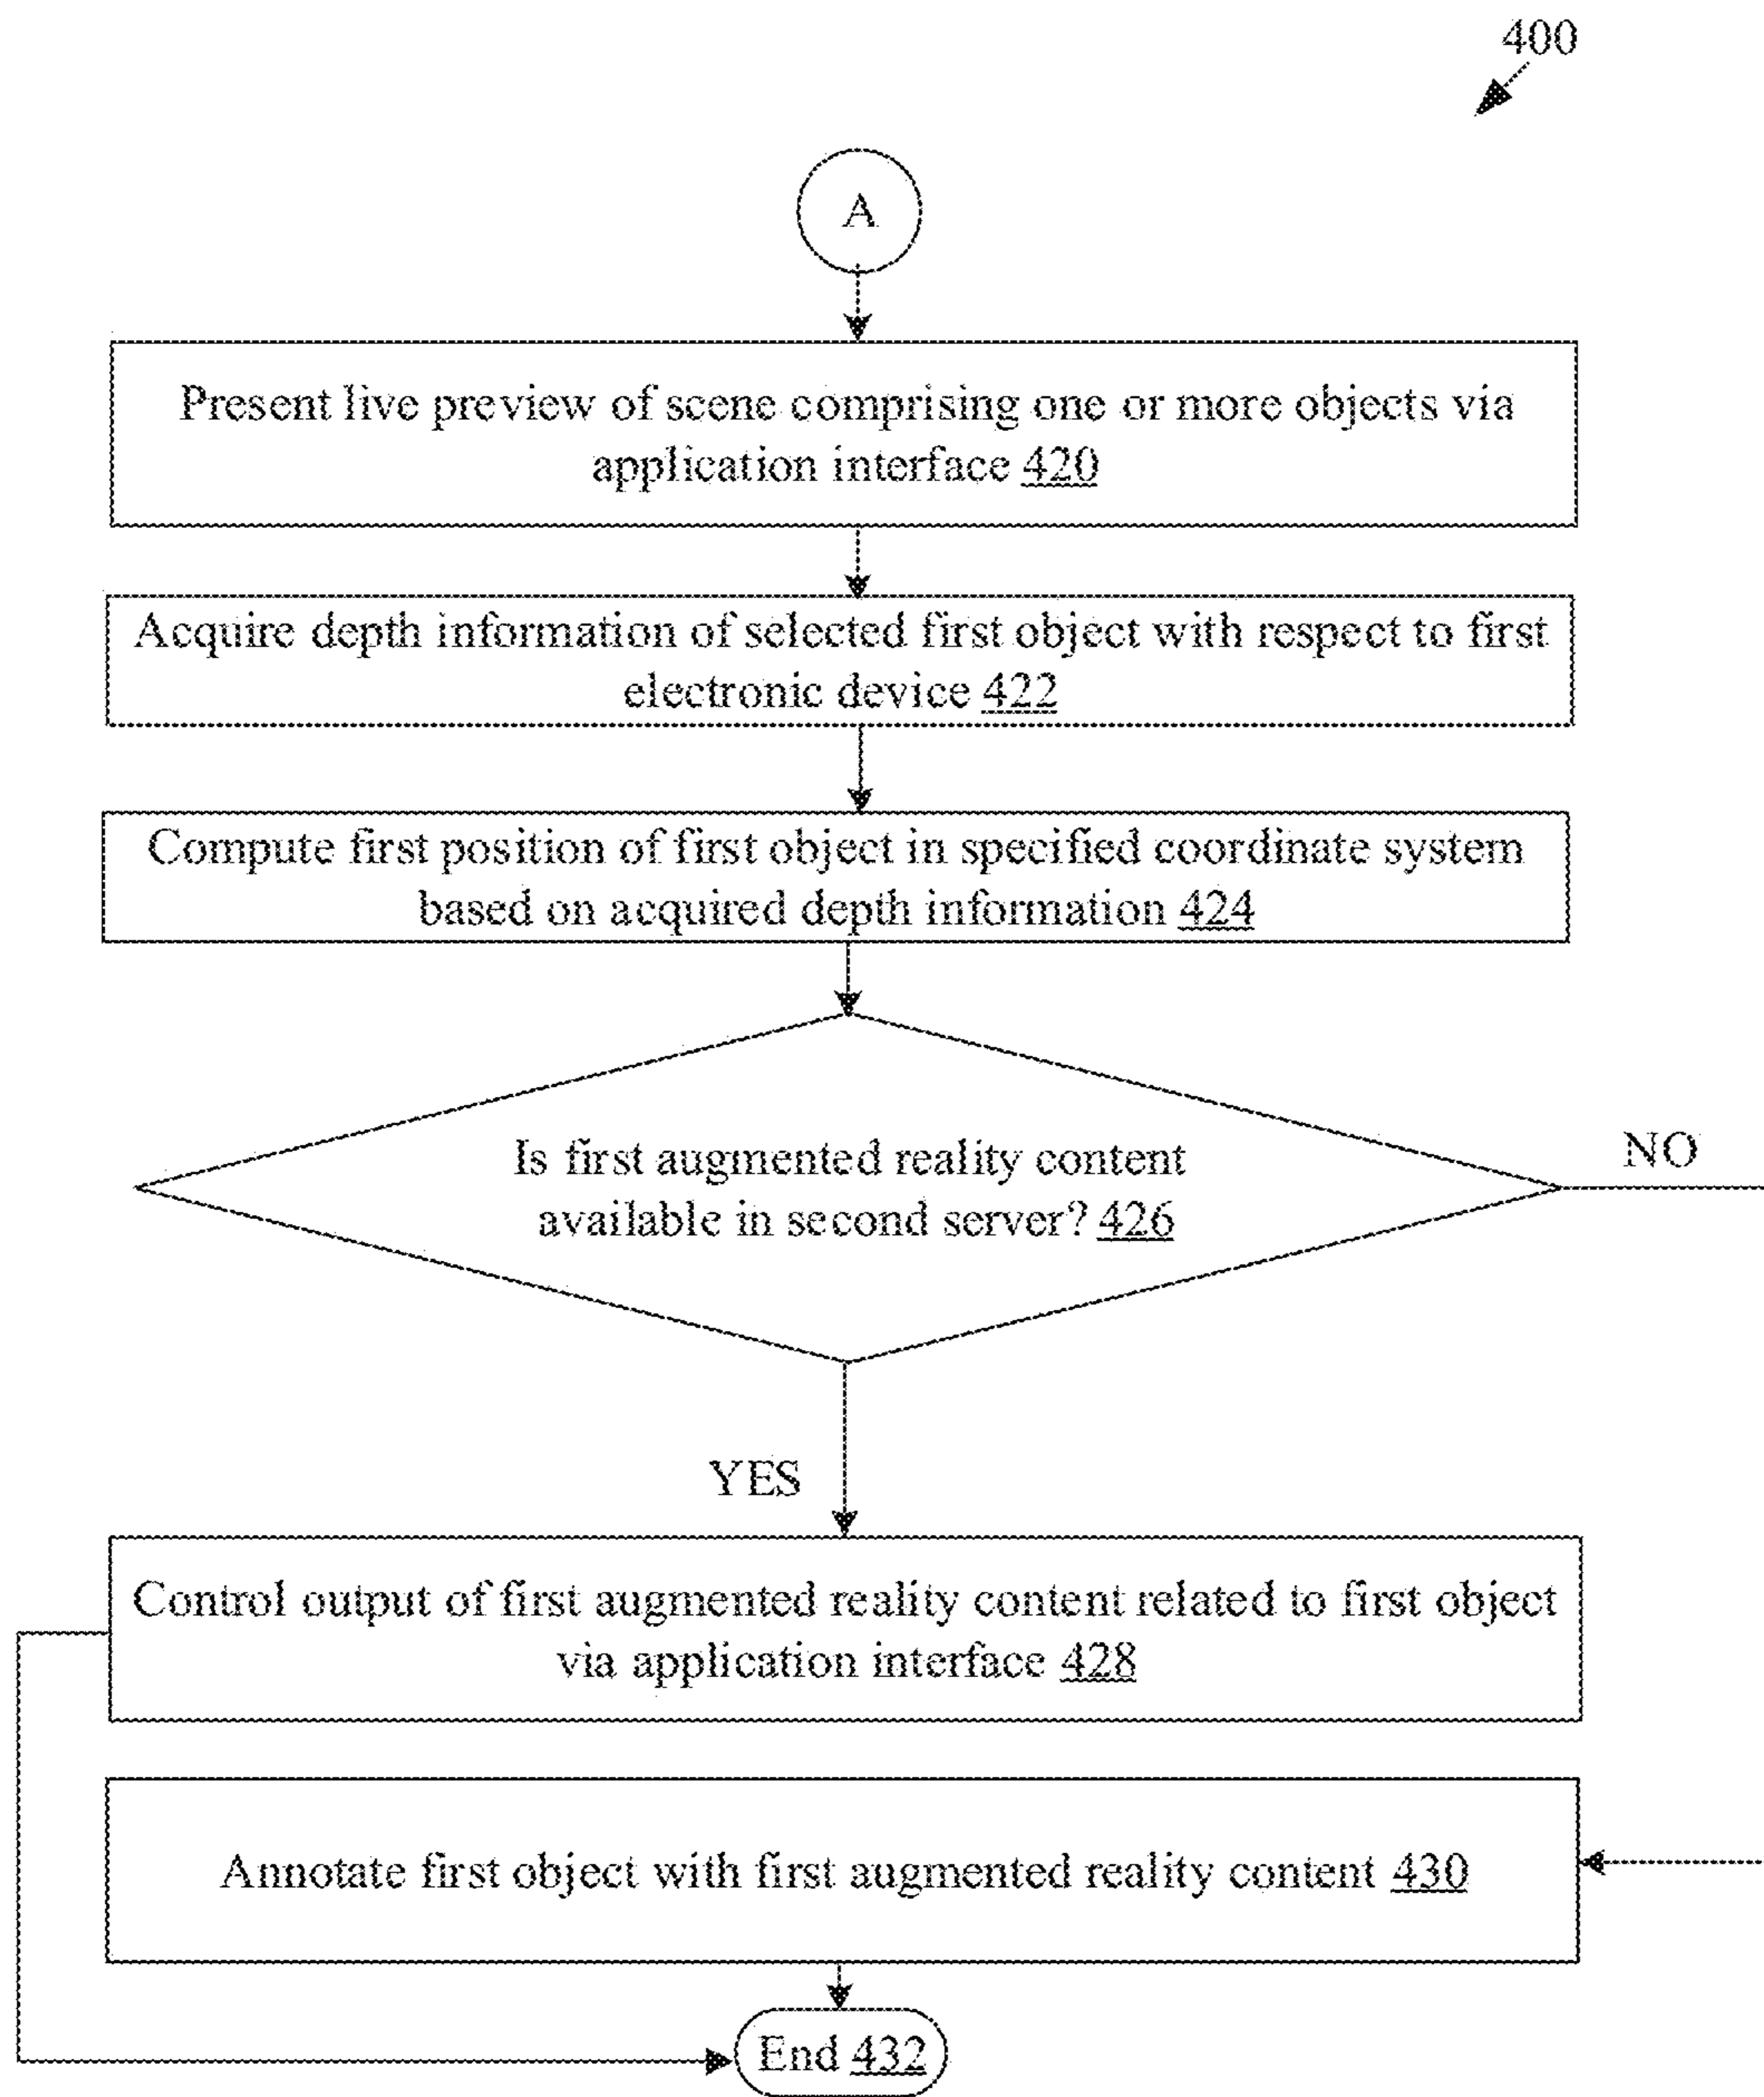 400
A
Present live preview of scene comprising one or more objects via
application interface 420
Acquire depth information of selected first object with respect to first
electronic device 422
Compute first position of first object in specified coordinate system
based on acquired depth information 424
Is first augmented reality content
available in second server? 426
NO
YES
Control output of first augmented reality content related to first object
via application interface 428
Annotate first object with first augmented reality content 430
End 432